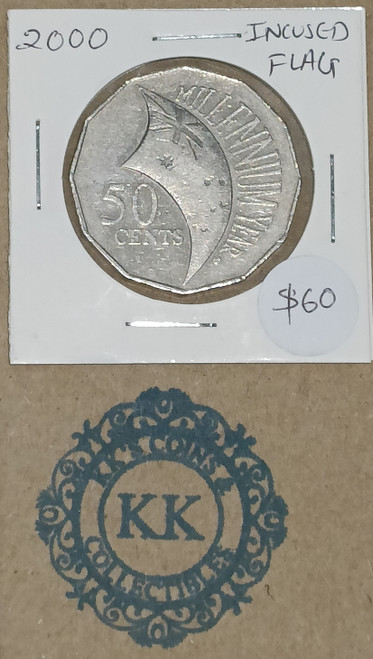 2000
INCUSED
FLAG
MILLENNIUM YEAR
50
CENTS
$60
KK'S COINS &
KK
COLLECTIBLES